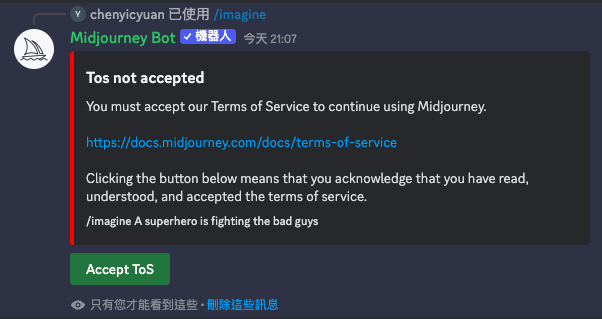 Y chenyicyuan 已使用 /imagine
Midjourney Bot ✓ 機器人 今天 21:07
Tos not accepted
You must accept our Terms of Service to continue using Midjourney.
https://docs.midjourney.com/docs/terms-of-service
Clicking the button below means that you acknowledge that you have read,
understood, and accepted the terms of service.
/imagine A superhero is fighting the bad guys
Accept ToS
只有您才能看到這些 • 刪除這些訊息